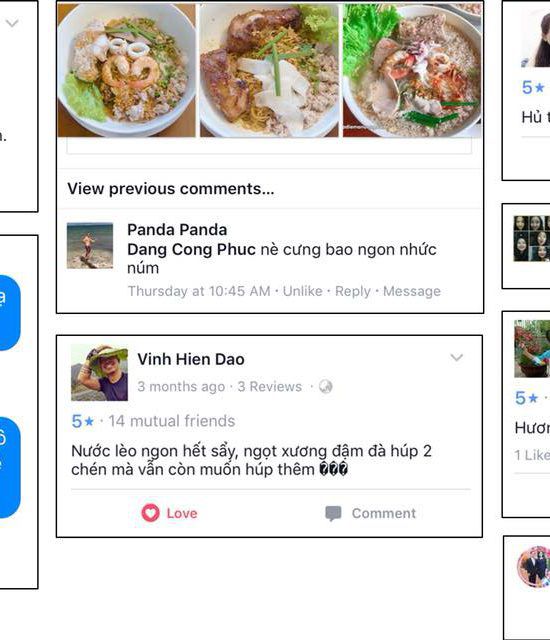 n.
ạ
ô
View previous comments...
Panda Panda
Dang Cong Phuc nè cưng bao ngon nhức
núm
Thursday at 10:45 AM · Unlike · Reply · Message
Vinh Hien Dao
3 months ago · 3 Reviews ·
5★ · 14 mutual friends
Nước lèo ngon hết sẩy, ngọt xương đậm đà húp 2
chén mà vẫn còn muốn húp thêm ���
Love
Comment
5★
Hủ t
5★ ·
Hươn
1 Like